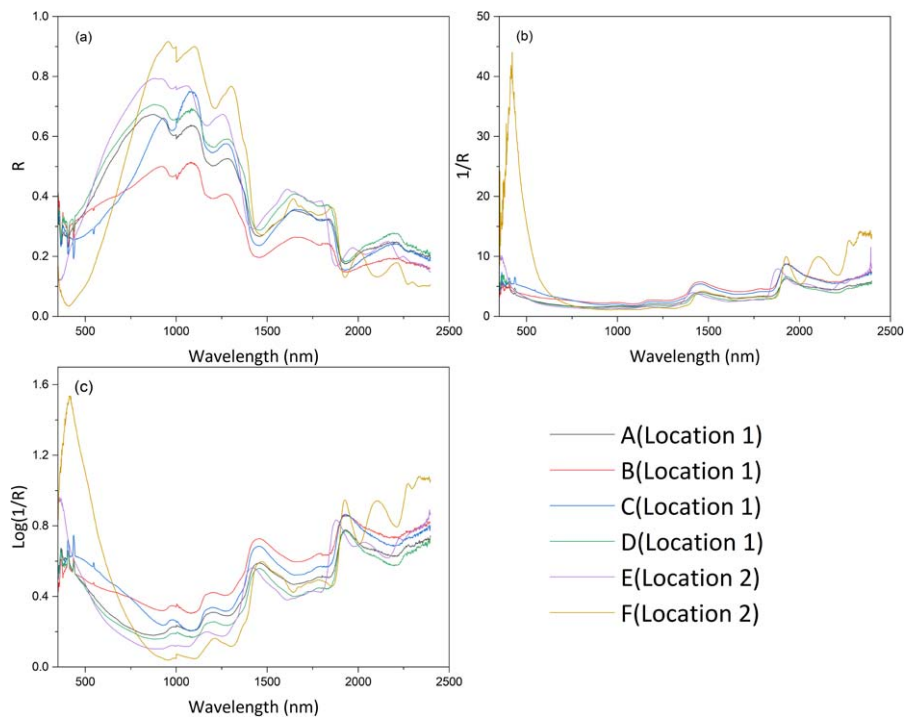 (a)
1.0
0.8
0.6
0.4
0.2
0.0
R
500 1000 1500 2000 2500
Wavelength (nm)
(b)
50
40
30
20
10
0
1/R
500 1000 1500 2000 2500
Wavelength (nm)
(c)
1.6
1.2
0.8
0.4
0.0
Log(1/R)
500 1000 1500 2000 2500
Wavelength (nm)
A(Location 1)
B(Location 1)
C(Location 1)
D(Location 1)
E(Location 2)
F(Location 2)